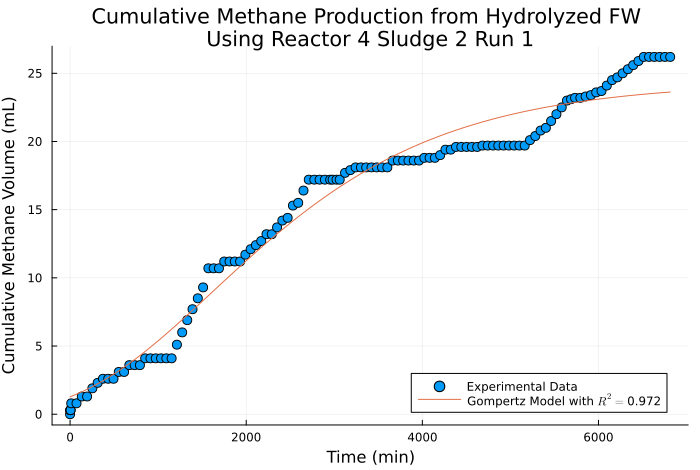 Cumulative Methane Production from Hydrolyzed FW
Using Reactor 4 Sludge 2 Run 1
Cumulative Methane Volume (mL)
25
20
15
10
5
0
0
2000
4000
6000
Time (min)
Experimental Data
Gompertz Model with R² = 0.972